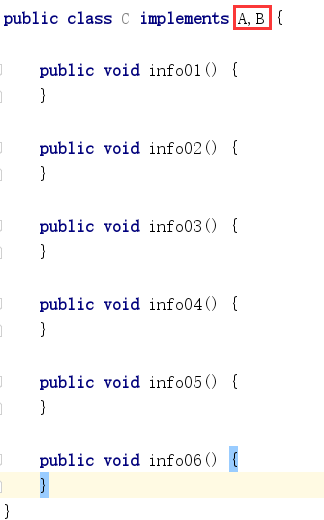 public class C implements A,B {
public void info01() {
}
public void info02() {
}
public void info03() {
}
public void info04() {
}
public void info05() {
}
public void info06() {
}
}